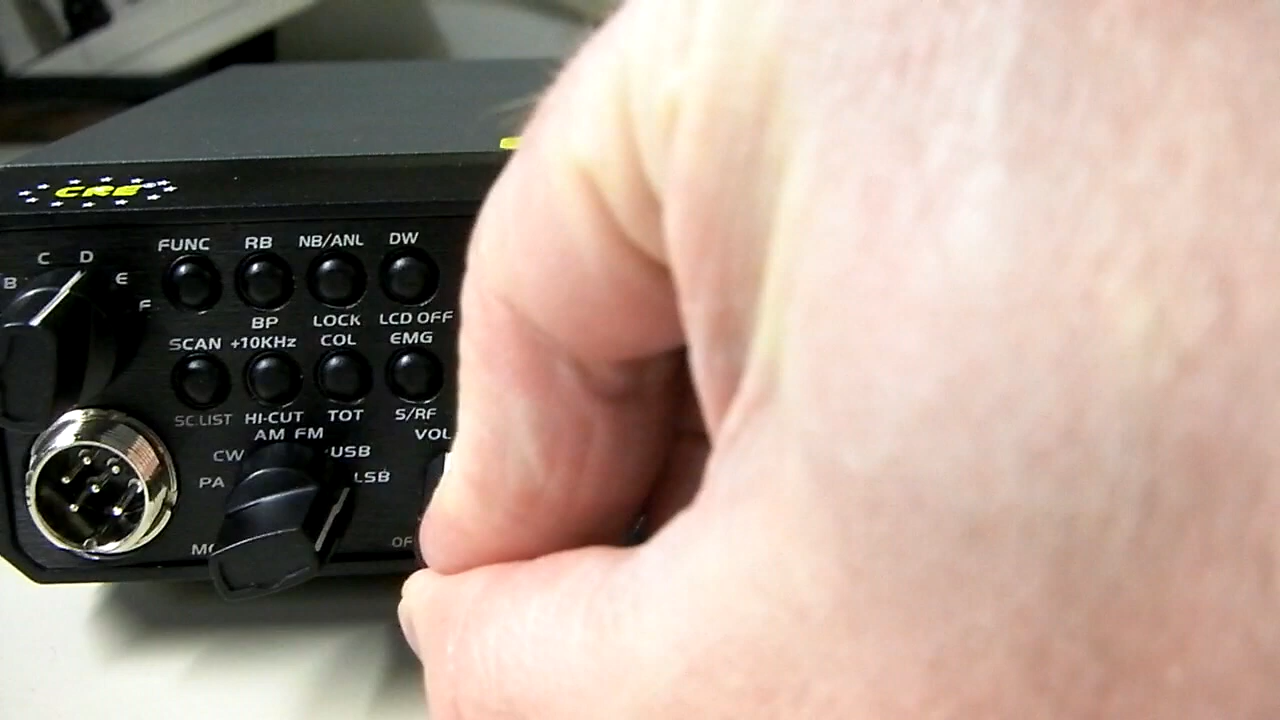 CRE®
FUNC RB NB/ANL DW
B C D E F
BP LOCK LCD OFF
SCAN +10KHz COL EMG
SC.LIST HI-CUT TOT S/RF
AM FM VOL
CW USB
PA LSB